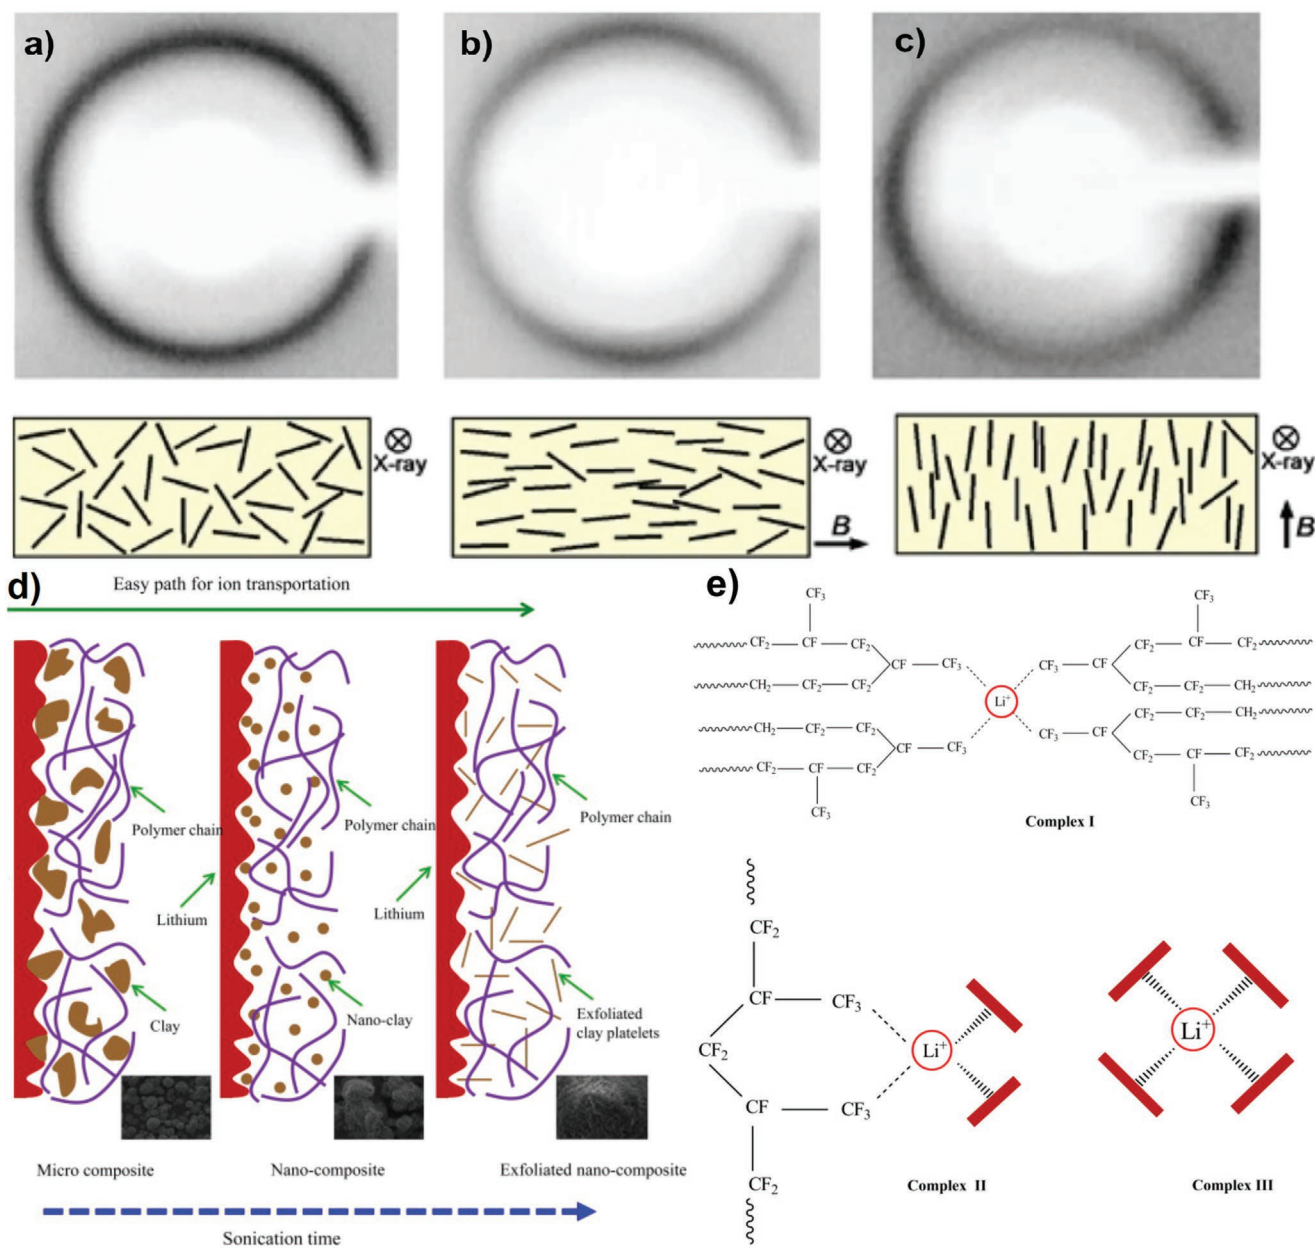 a)
b)
c)
X-ray
X-ray
B
X-ray
B
d)
Easy path for ion transportation
Polymer chain
Lithium
Clay
Polymer chain
Lithium
Nano-clay
Polymer chain
Exfoliated
clay platelets
Micro composite
Nano-composite
Exfoliated nano-composite
Sonication time
e)
CF3
CF3
CF2 CF CF2
CF2 CF CF2
CF CF3
CF3 CF
CH2 CF2 CF2
CF2 CF2 CH2
Li+
CH2 CF2 CF2
CF2 CF2 CH2
CF CF3
CF3 CF
CF2 CF CF2
CF2 CF CF2
CF3
CF3
Complex I
CF2
CF CF3
CF2
Li+
CF CF3
CF2
Complex II
Li+
Complex III